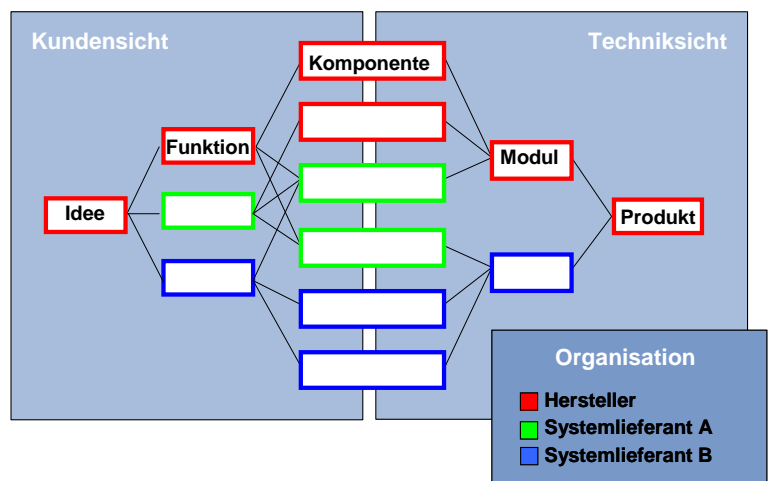 Kundensicht
Techniksicht
Komponente
Funktion
Modul
Idee
Produkt
Organisation
Hersteller
Systemlieferant A
Systemlieferant B